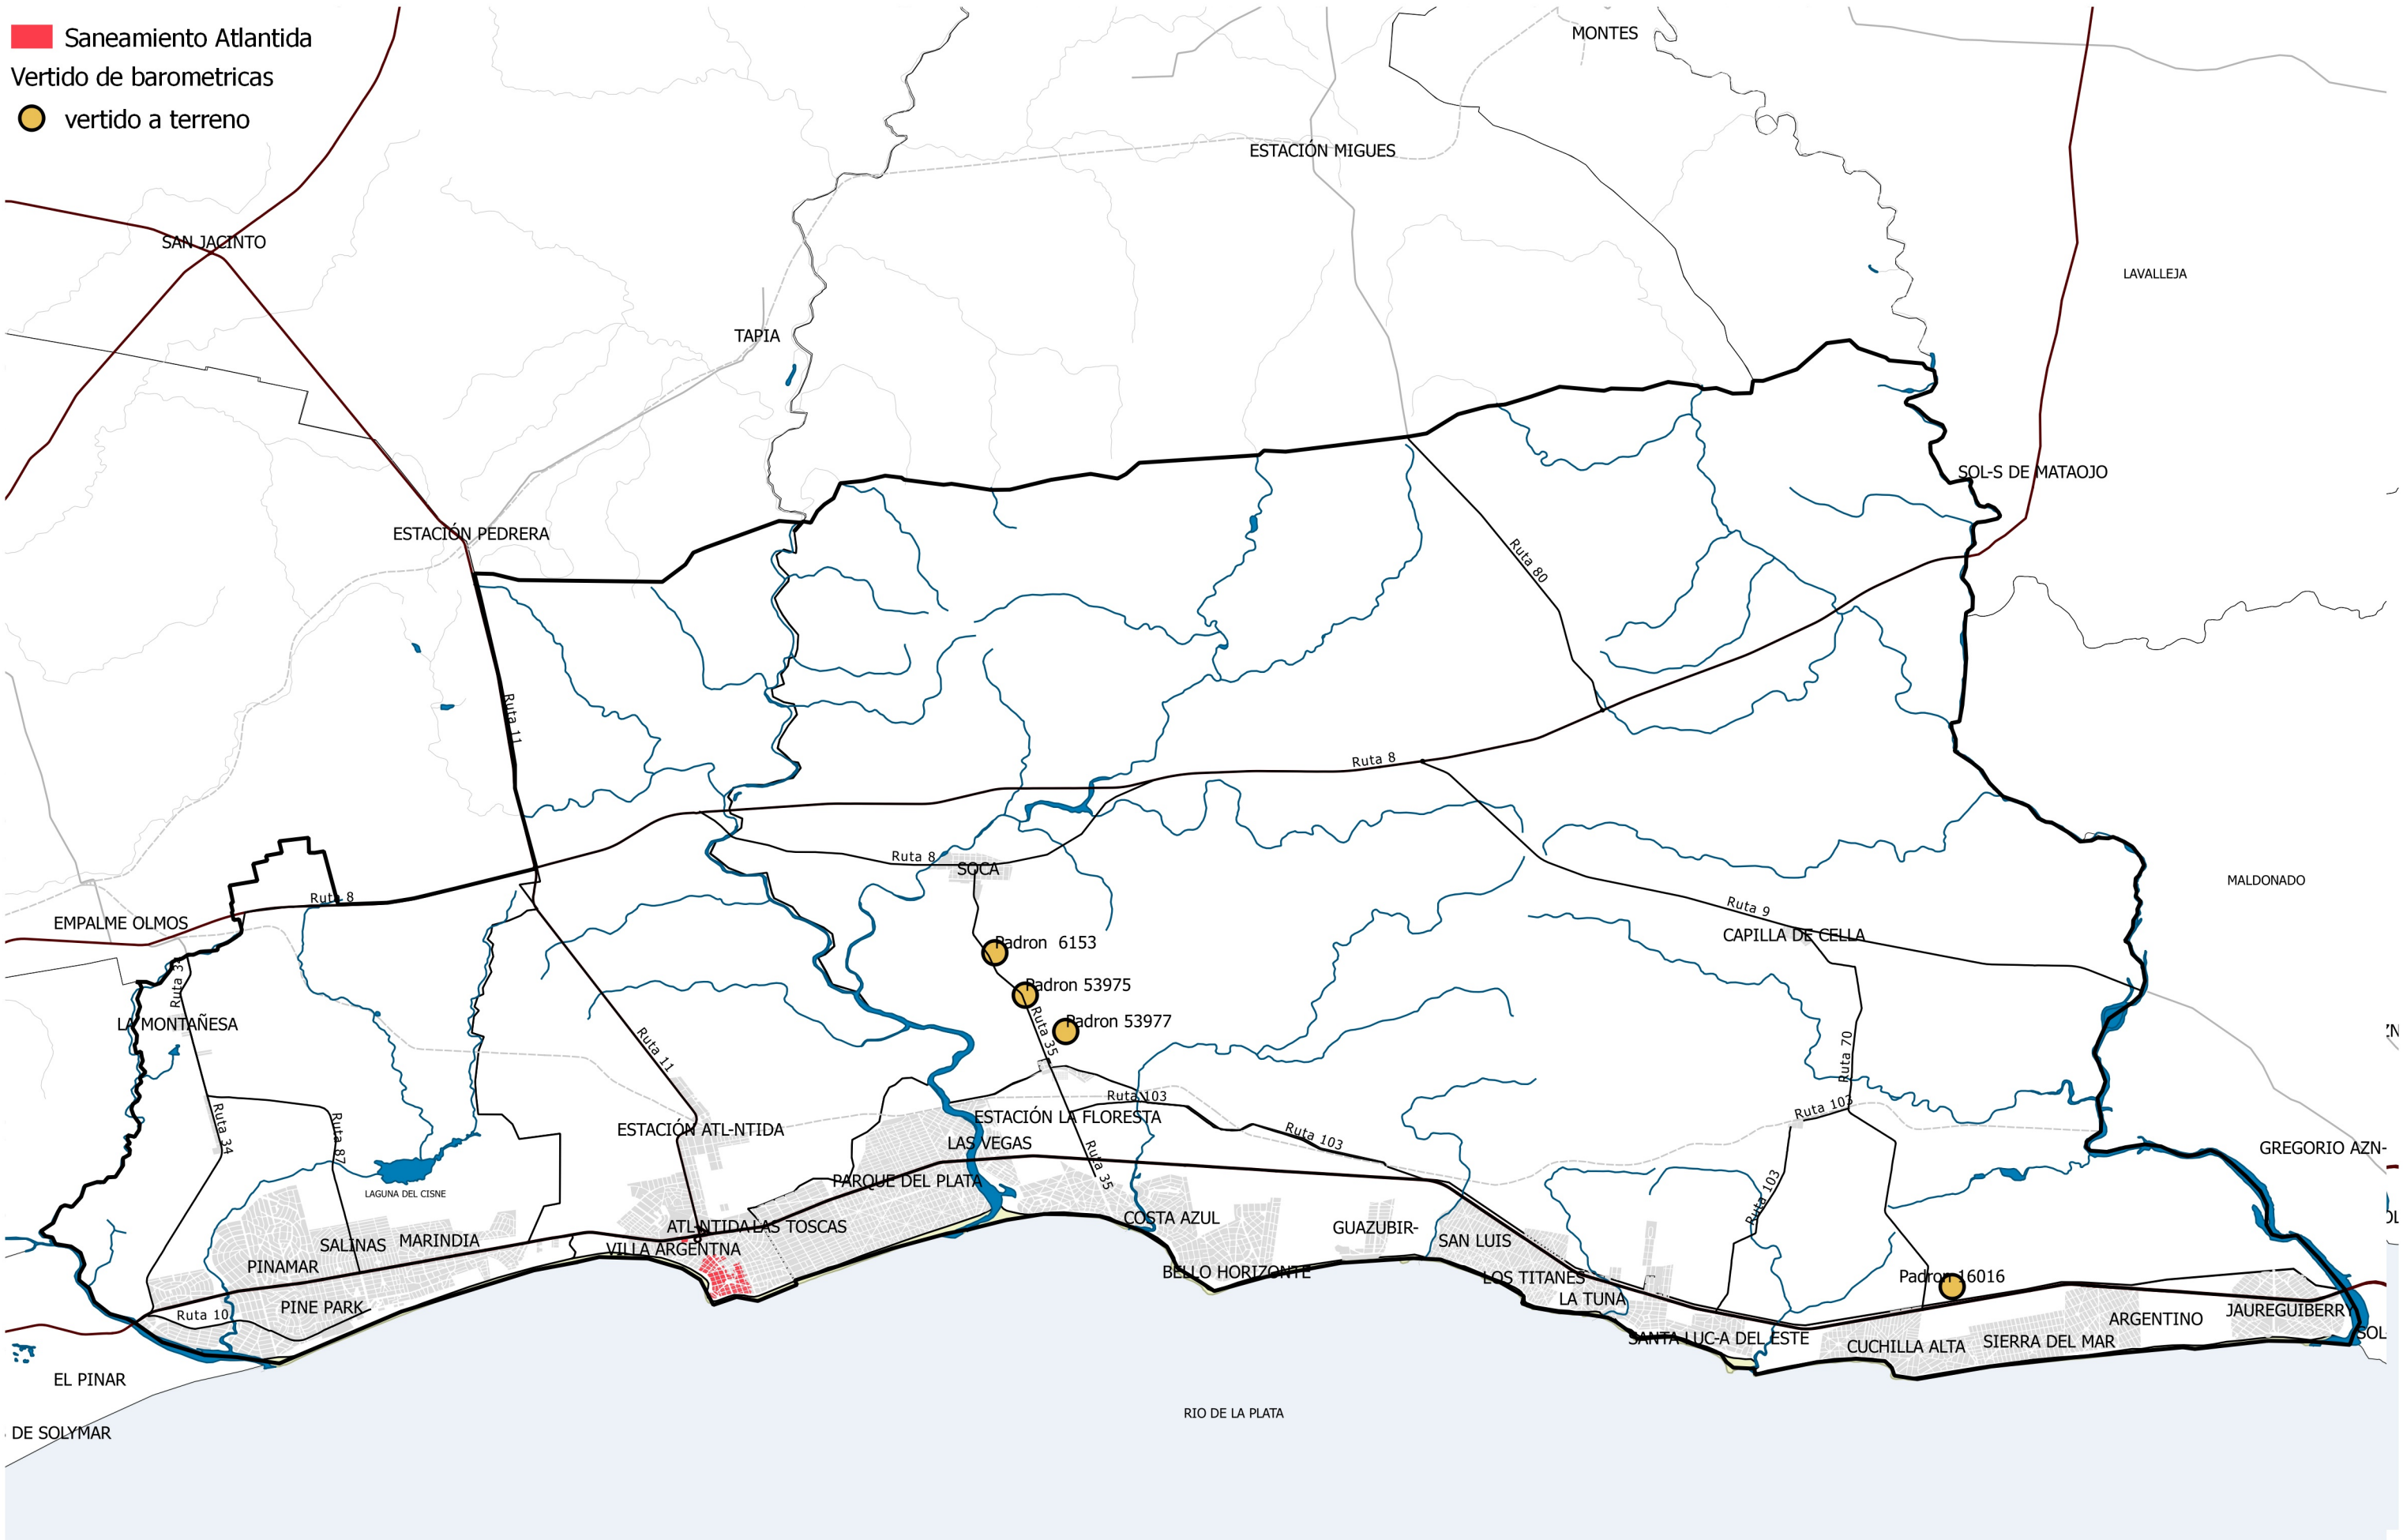 Saneamiento Atlantida
Vertido de barometricas
vertido a terreno
MONTES
ESTACIÓN MIGUES
SAN JACINTO
LAVALLEJA
TAPIA
SOL-S DE MATAOJO
ESTACIÓN PEDRERA
Ruta 80
Ruta 11
Ruta 8
Ruta 8
SOCA
MALDONADO
Ruta 8
Ruta 9
EMPALME OLMOS
CAPILLA DE CELLA
Padron 6153
Padron 53975
Ruta 3
LA MONTAÑESA
Padron 53977
Ruta 35
Ruta 11
Ruta 70
Ruta 103
Ruta 103
ESTACIÓN LA FLORESTA
Ruta 34
Ruta 87
ESTACIÓN ATL-NTIDA
Ruta 103
LAS VEGAS
GREGORIO AZN-
Ruta 35
PARQUE DEL PLATA
LAGUNA DEL CISNE
Ruta 103
COSTA AZUL
ATL-NTIDA
LAS TOSCAS
GUAZUBIR-
SALINAS
MARINDIA
SAN LUIS
VILLA ARGENTNA
PINAMAR
BELLO HORIZONTE
LOS TITANES
Padron 16016
LA TUNA
PINE PARK
Ruta 10
JAUREGUIBERRY
ARGENTINO
SANTA LUC-A DEL ESTE
CUCHILLA ALTA
SIERRA DEL MAR
SOL-
EL PINAR
RIO DE LA PLATA
DE SOLYMAR